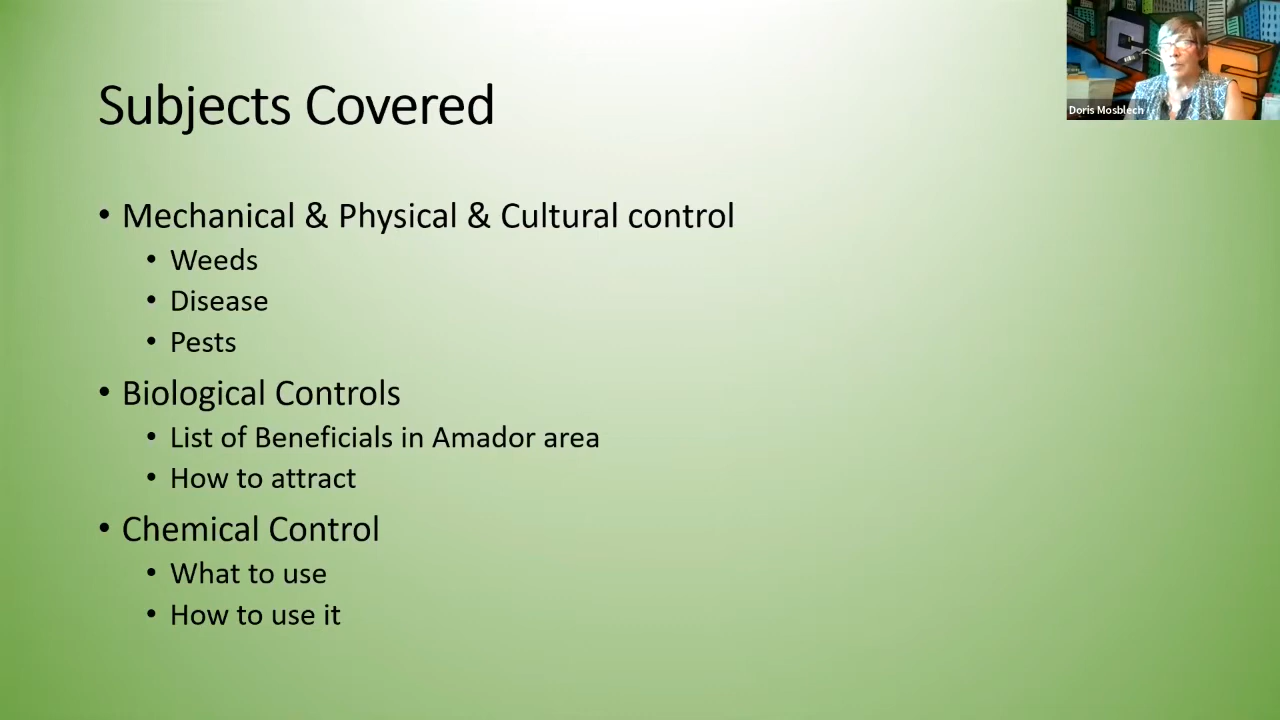 Subjects Covered
• Mechanical & Physical & Cultural control
• Weeds
• Disease
• Pests
• Biological Controls
• List of Beneficials in Amador area
• How to attract
• Chemical Control
• What to use
• How to use it
Doris Mosblech